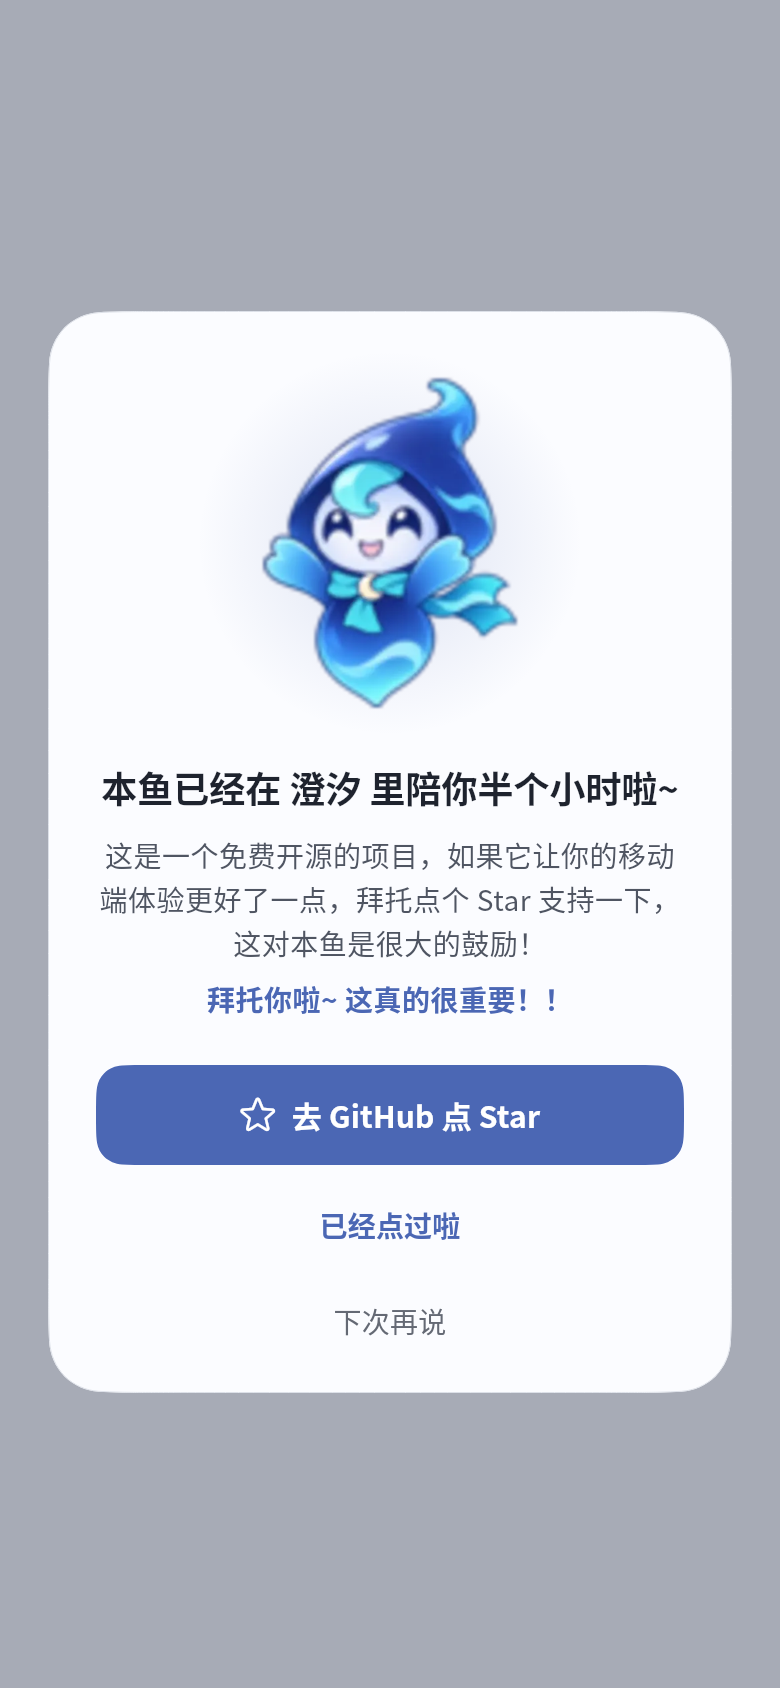 本鱼已经在 澄汐 里陪你半个小时啦~
这是一个免费开源的项目，如果它让你的移动
端体验更好了一点，拜托点个 Star 支持一下，
这对本鱼是很大的鼓励！
拜托你啦~ 这真的很重要！！
去 GitHub 点 Star
已经点过啦
下次再说